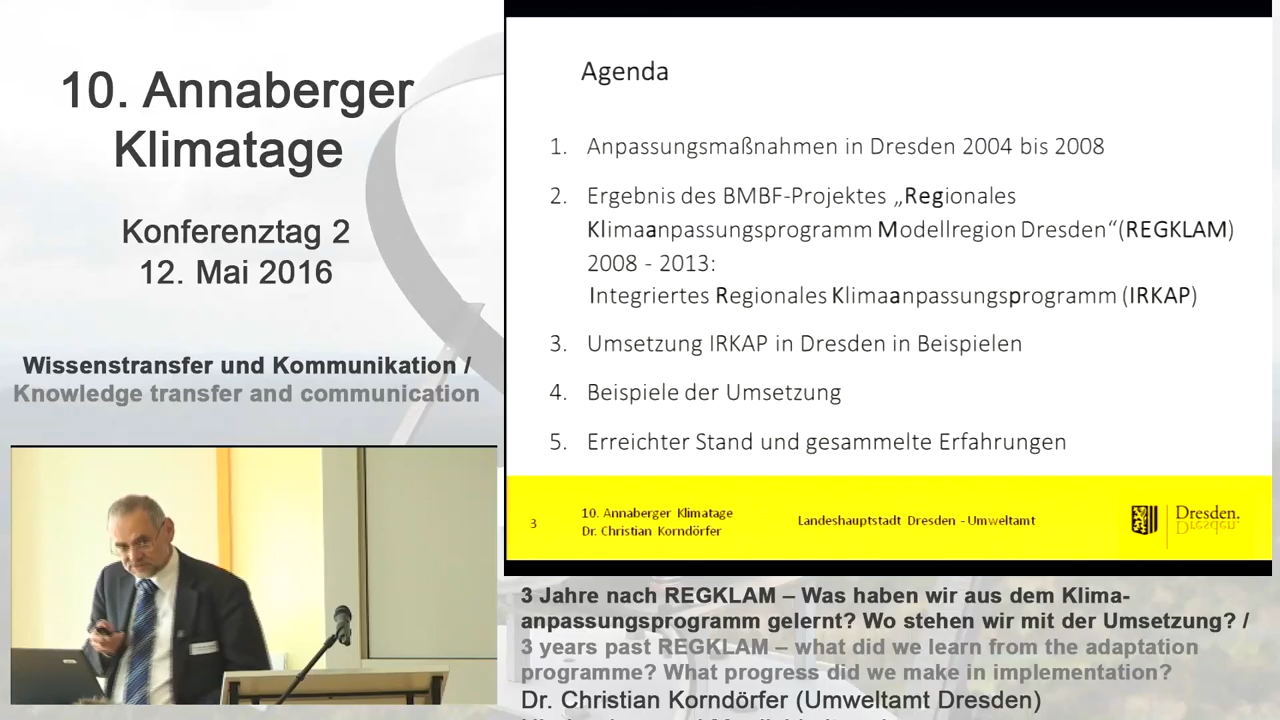 10. Annaberger
Klimatage
Konferenztag 2
12. Mai 2016
Wissenstransfer und Kommunikation /
Knowledge transfer and communication
Agenda
1. Anpassungsmaßnahmen in Dresden 2004 bis 2008
2. Ergebnis des BMBF-Projektes „Regionales
Klimaanpassungsprogramm Modellregion Dresden“(REGKLAM)
2008 - 2013:
Integriertes Regionales Klimaanpassungsprogramm (IRKAP)
3. Umsetzung IRKAP in Dresden in Beispielen
4. Beispiele der Umsetzung
5. Erreichter Stand und gesammelte Erfahrungen
3
10. Annaberger Klimatage
Dr. Christian Korndörfer
Landeshauptstadt Dresden - Umweltamt
Dresden.
3 Jahre nach REGKLAM – Was haben wir aus dem Klima-
anpassungsprogramm gelernt? Wo stehen wir mit der Umsetzung? /
3 years past REGKLAM – what did we learn from the adaptation
programme? What progress did we make in implementation?
Dr. Christian Korndörfer (Umweltamt Dresden)